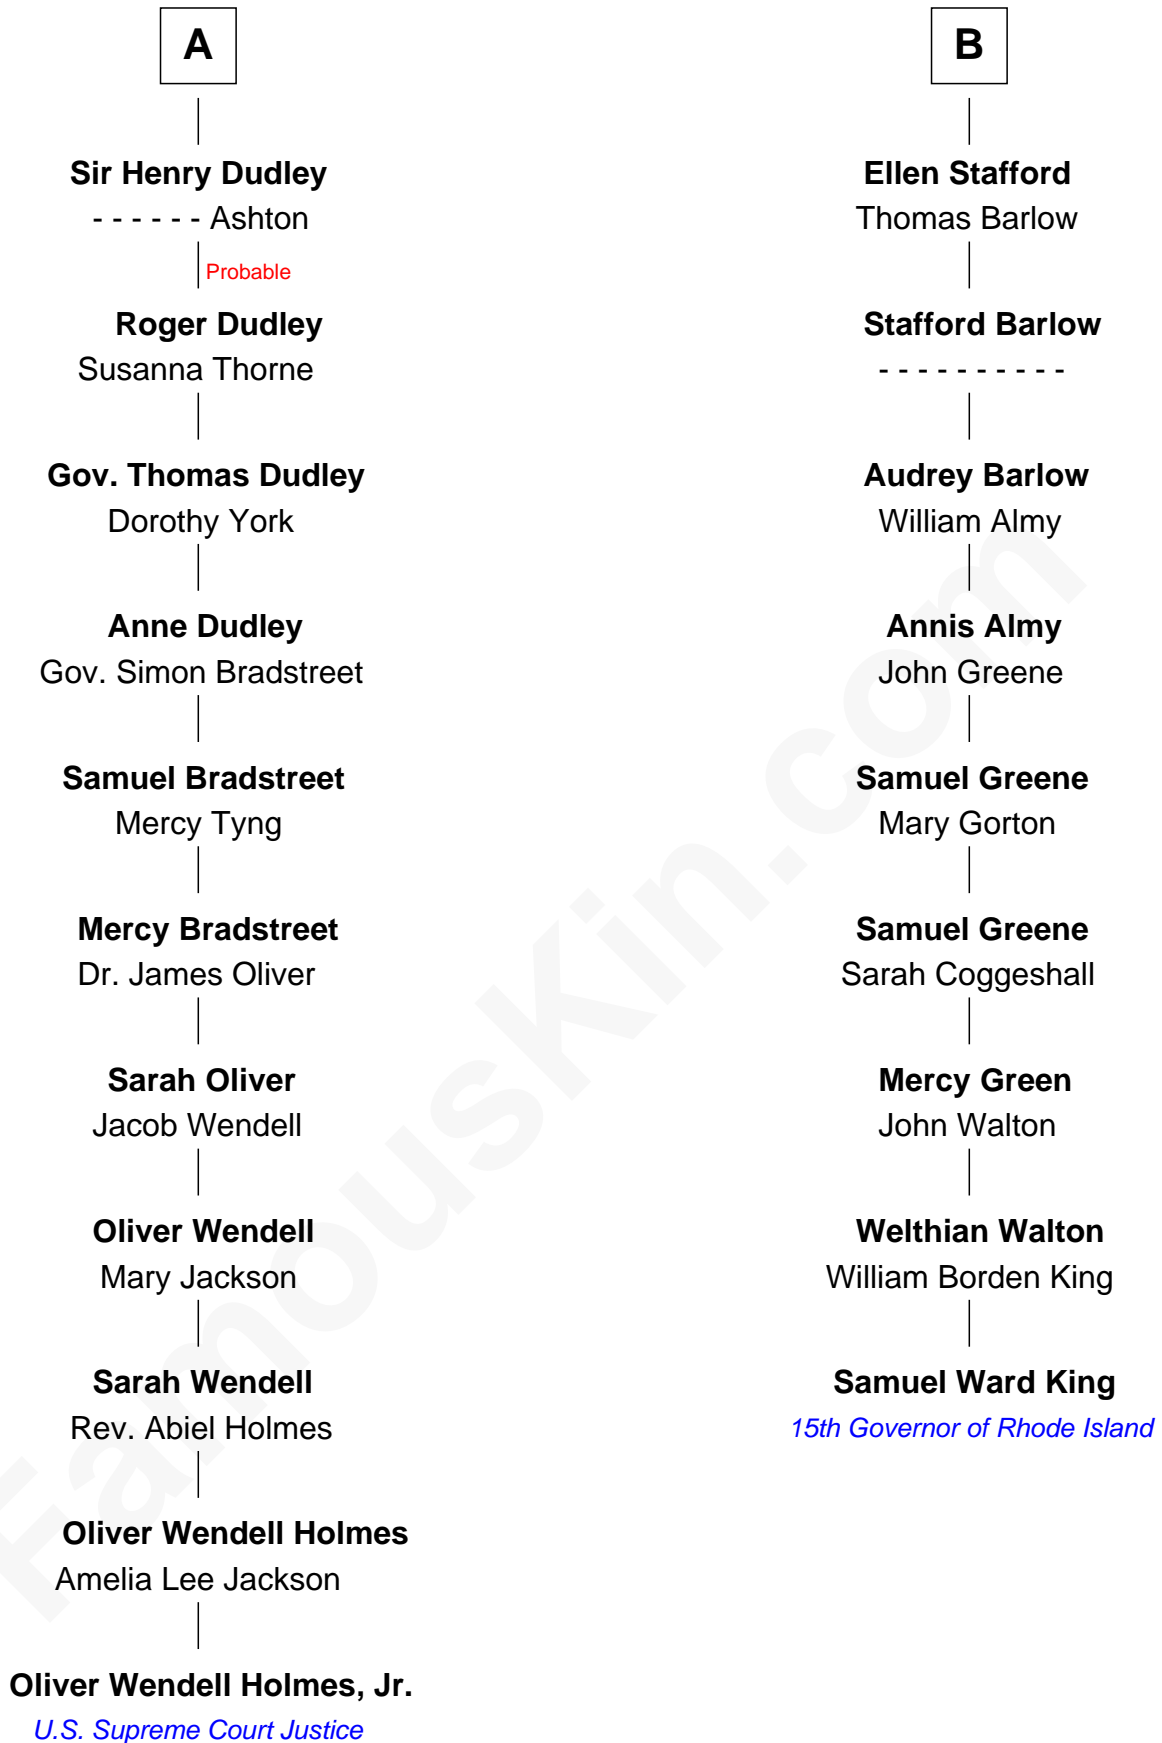 A
Sir Henry Dudley
- - - - - - Ashton
Probable
Roger Dudley
Susanna Thorne
Gov. Thomas Dudley
Dorothy York
Anne Dudley
Gov. Simon Bradstreet
Samuel Bradstreet
Mercy Tyng
Mercy Bradstreet
Dr. James Oliver
Sarah Oliver
Jacob Wendell
Oliver Wendell
Mary Jackson
Sarah Wendell
Rev. Abiel Holmes
Oliver Wendell Holmes
Amelia Lee Jackson
Oliver Wendell Holmes, Jr.
U.S. Supreme Court Justice
B
Ellen Stafford
Thomas Barlow
Stafford Barlow
- - - - - - - - - -
Audrey Barlow
William Almy
Annis Almy
John Greene
Samuel Greene
Mary Gorton
Samuel Greene
Sarah Coggeshall
Mercy Green
John Walton
Welthian Walton
William Borden King
Samuel Ward King
15th Governor of Rhode Island
FamousKin.com